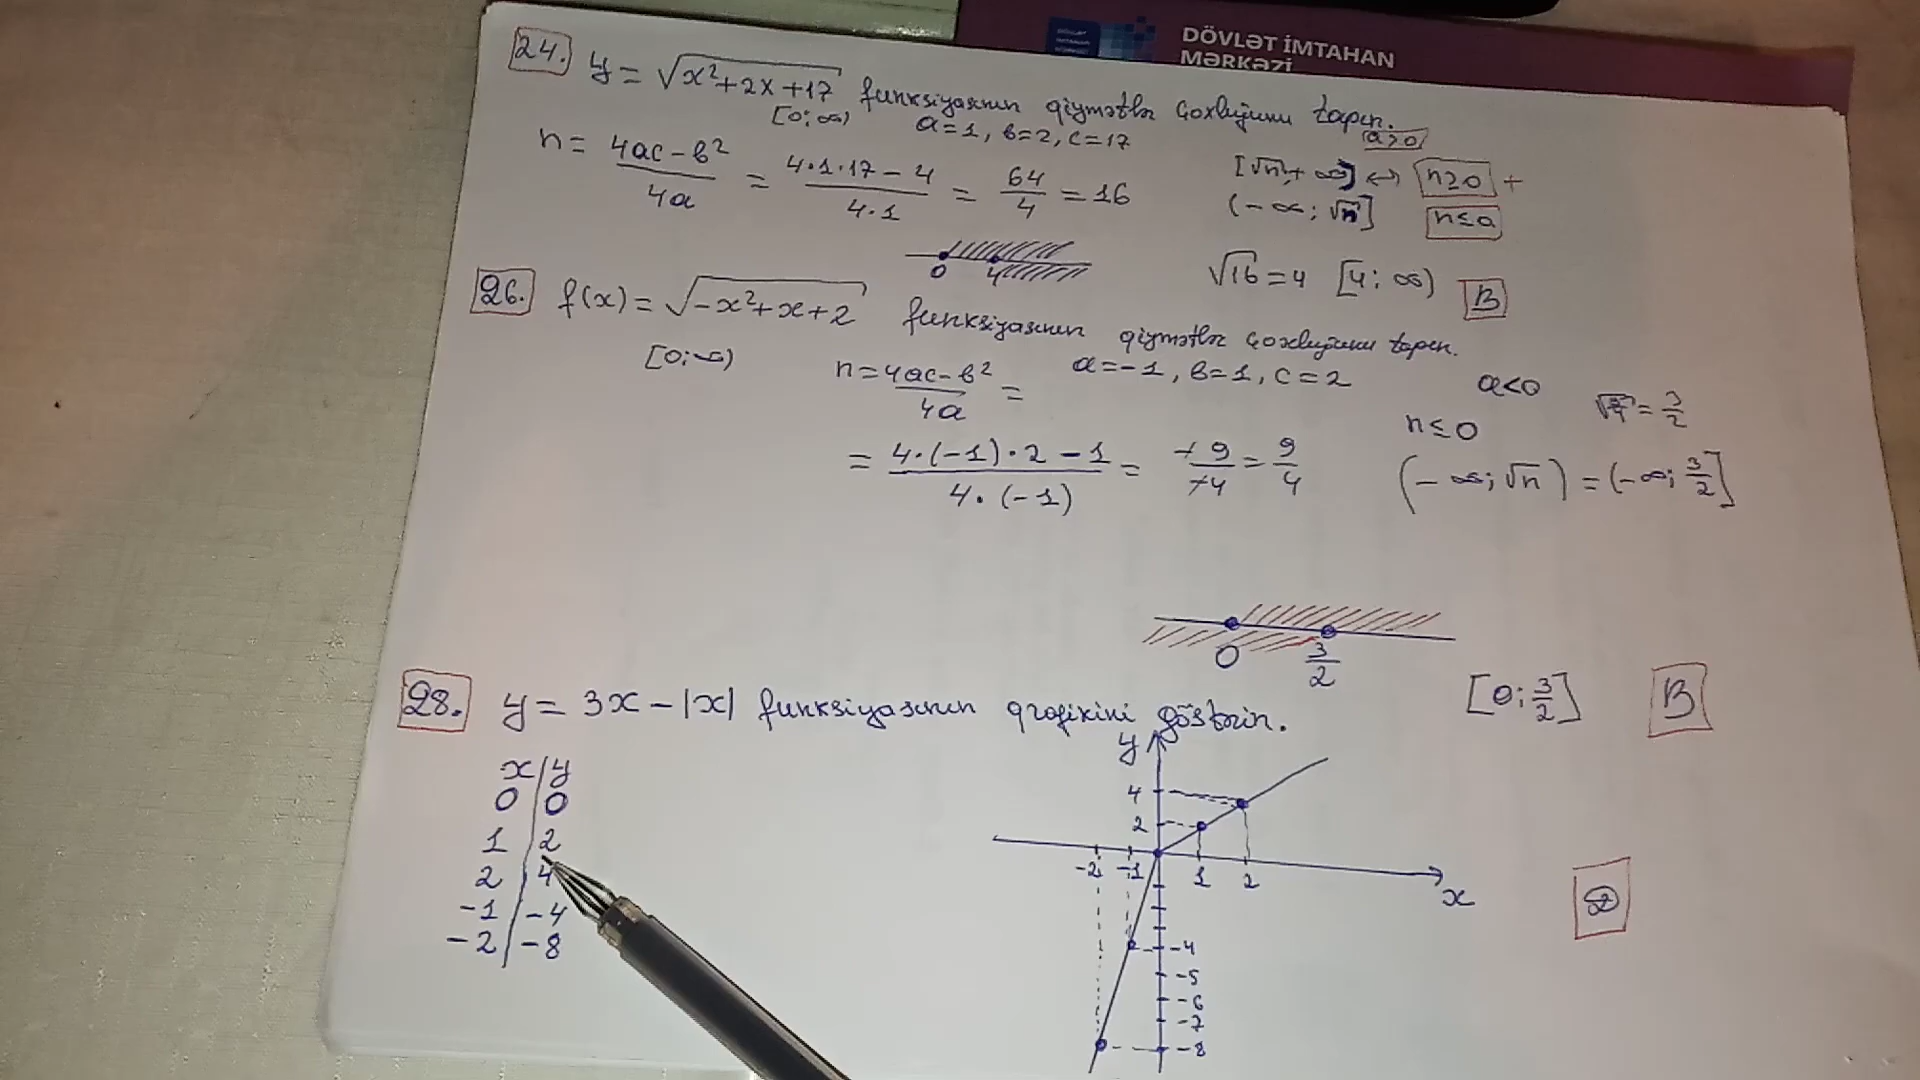 DÖVLƏT İMTAHAN
MƏRKƏZİ
24. y = √(x²+2x+17) funksiyasının qiymətlər çoxluğunu tapın.
[0; ∞) a=1, b=2, c=17 a>0
n = (4ac-b²)/(4a) = (4·1·17-4)/(4·1) = 64/4 = 16
[√n; +∞) ↔ n≥0 +
(-∞; √n] n≤0
0 4
√16 = 4 [4; ∞) B
26. f(x) = √(-x²+x+2) funksiyasının qiymətlər çoxluğunu tapın.
[0; ∞) n = (4ac-b²)/(4a) = a=-1, b=1, c=2 a<0
= (4·(-1)·2-1)/(4·(-1)) = -9/-4 = 9/4
n≤0 √(9/4) = 3/2
(-∞; √n) = (-∞; 3/2]
0 3/2
[0; 3/2] B
28. y = 3x-|x| funksiyasının qrafikini göstərin.
x | y
0 | 0
1 | 2
2 | 4
-1 | -4
-2 | -8
y
4
2
-2 -1 1 2
x
-4
-5
-6
-7
-8